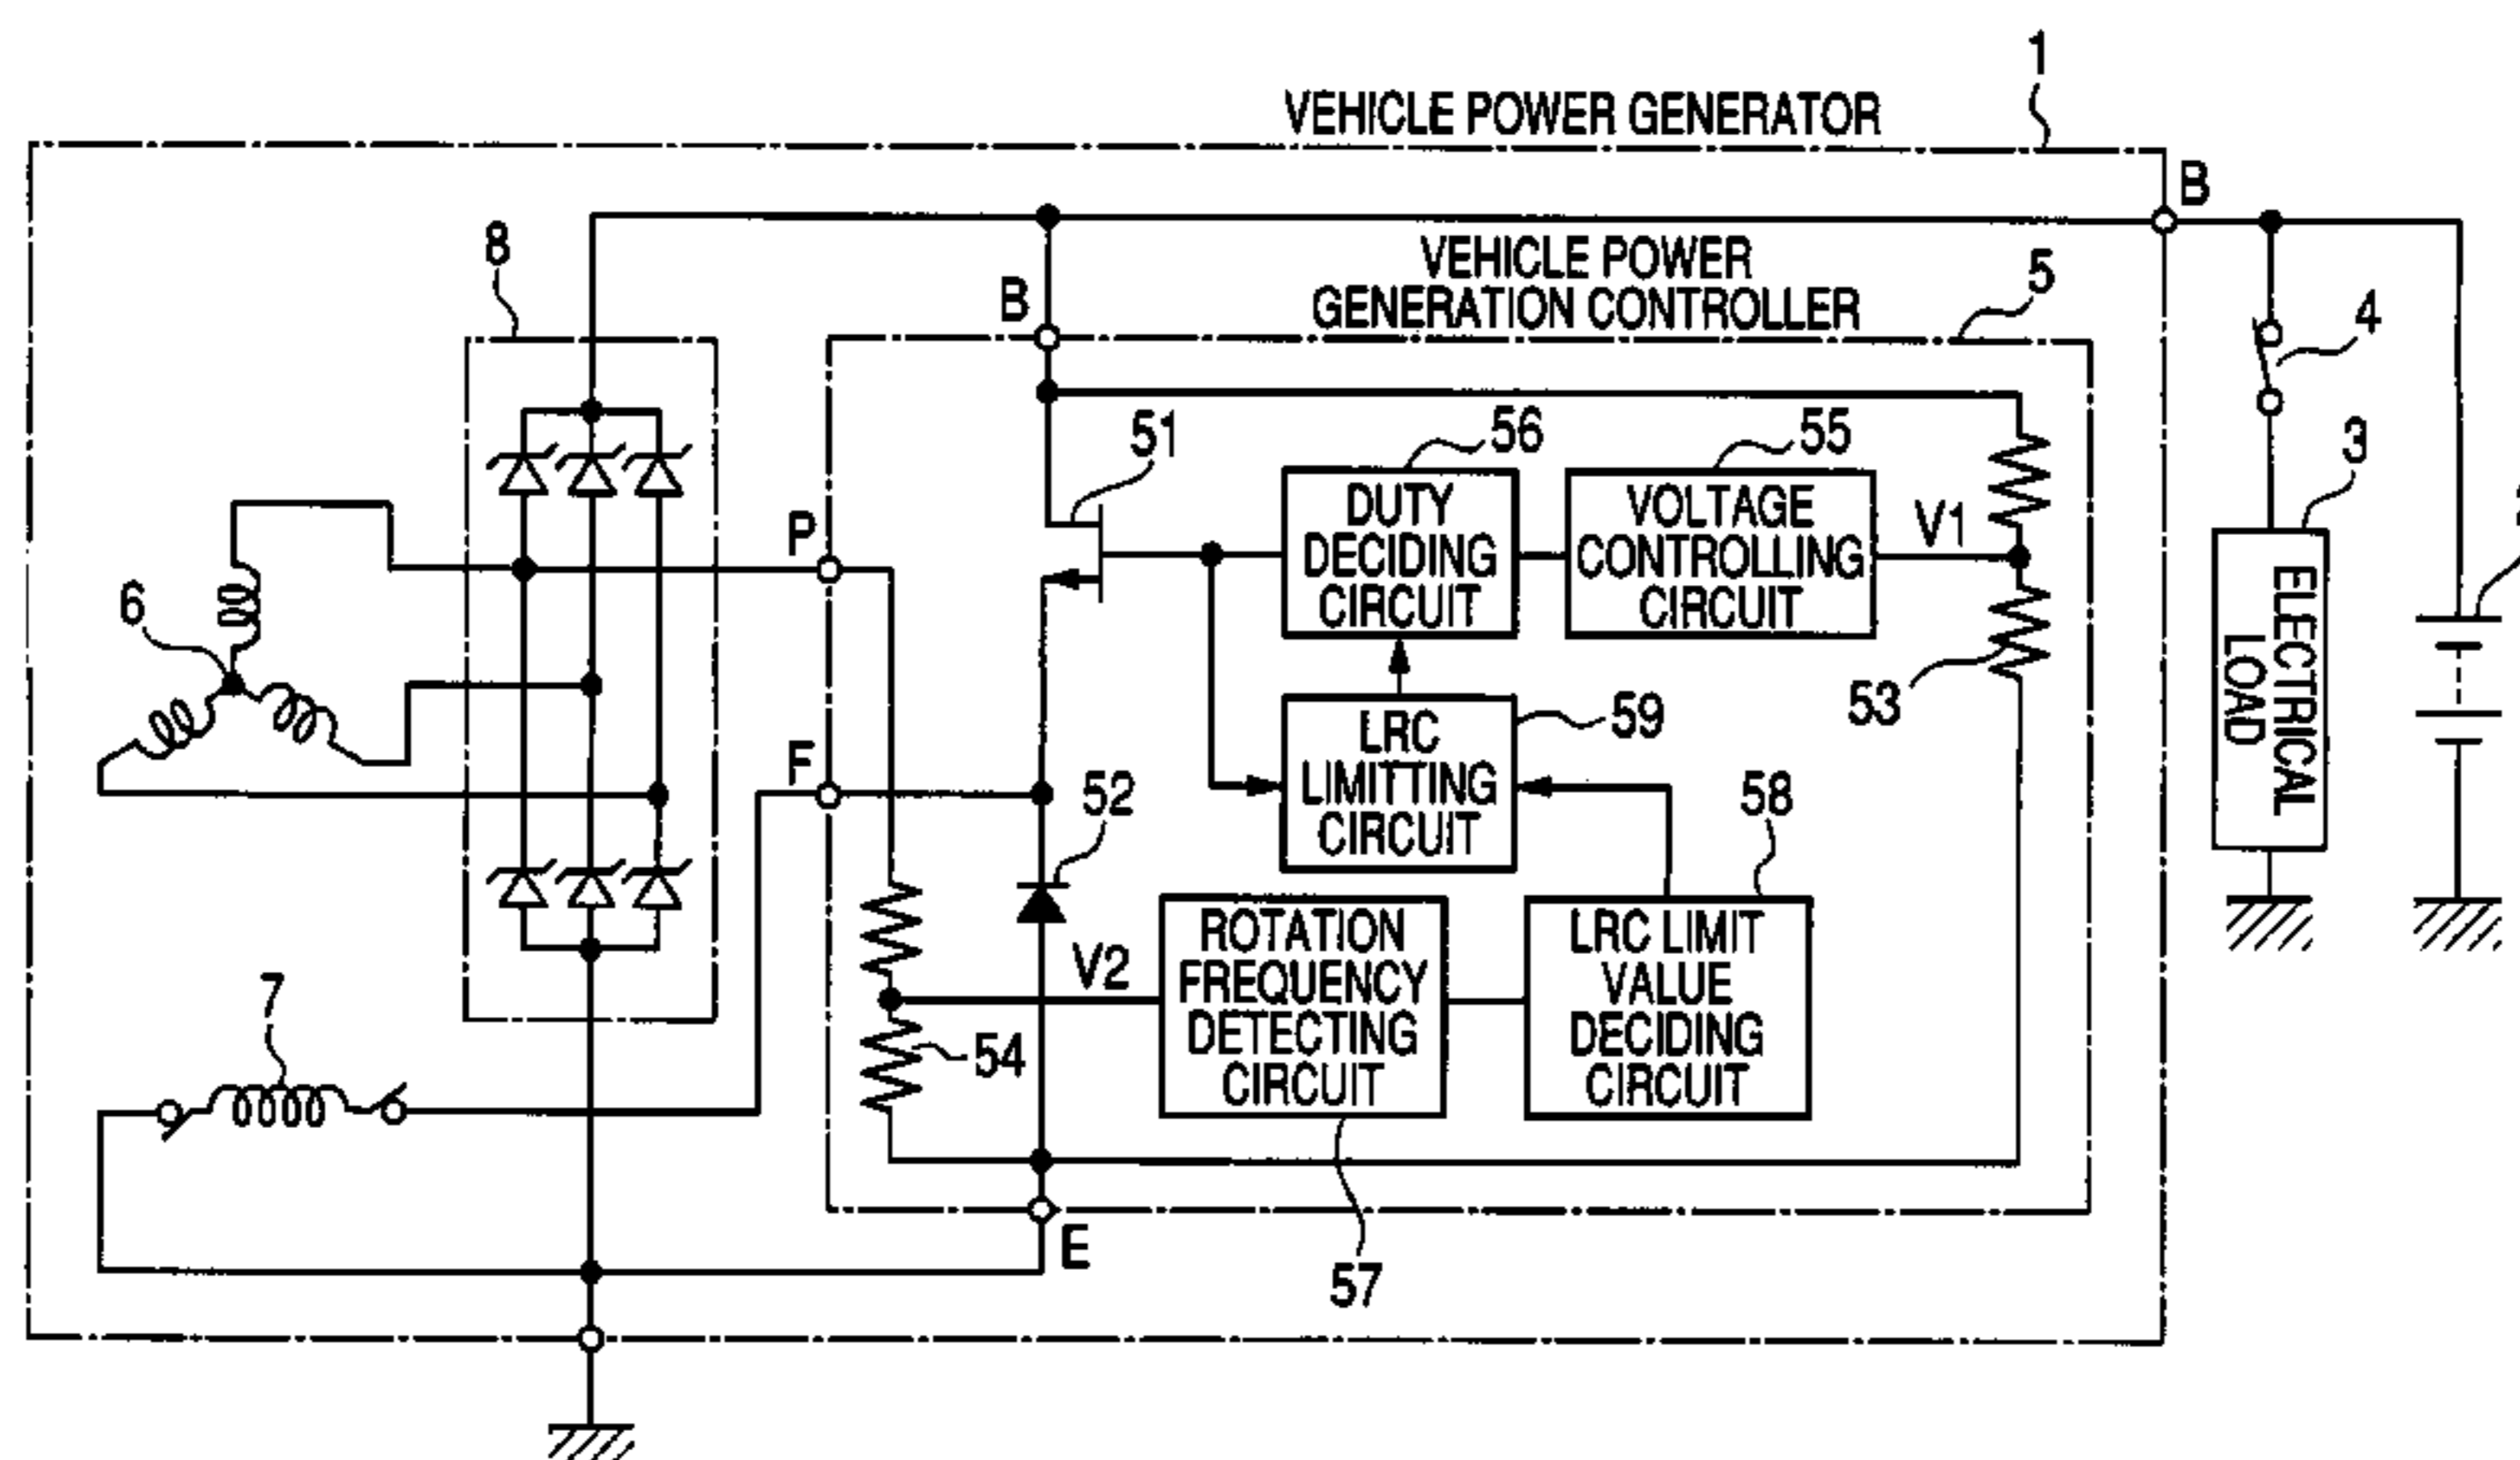 1
VEHICLE POWER GENERATOR
B
8
VEHICLE POWER
GENERATION CONTROLLER
5
B
4
51
56
55
3
DUTY
DECIDING
CIRCUIT
VOLTAGE
CONTROLLING
CIRCUIT
V1
P
6
ELECTRICAL
LOAD
53
59
LRC
LIMITTING
CIRCUIT
F
52
58
ROTATION
FREQUENCY
DETECTING
CIRCUIT
LRC LIMIT
VALUE
DECIDING
CIRCUIT
V2
7
54
E
57